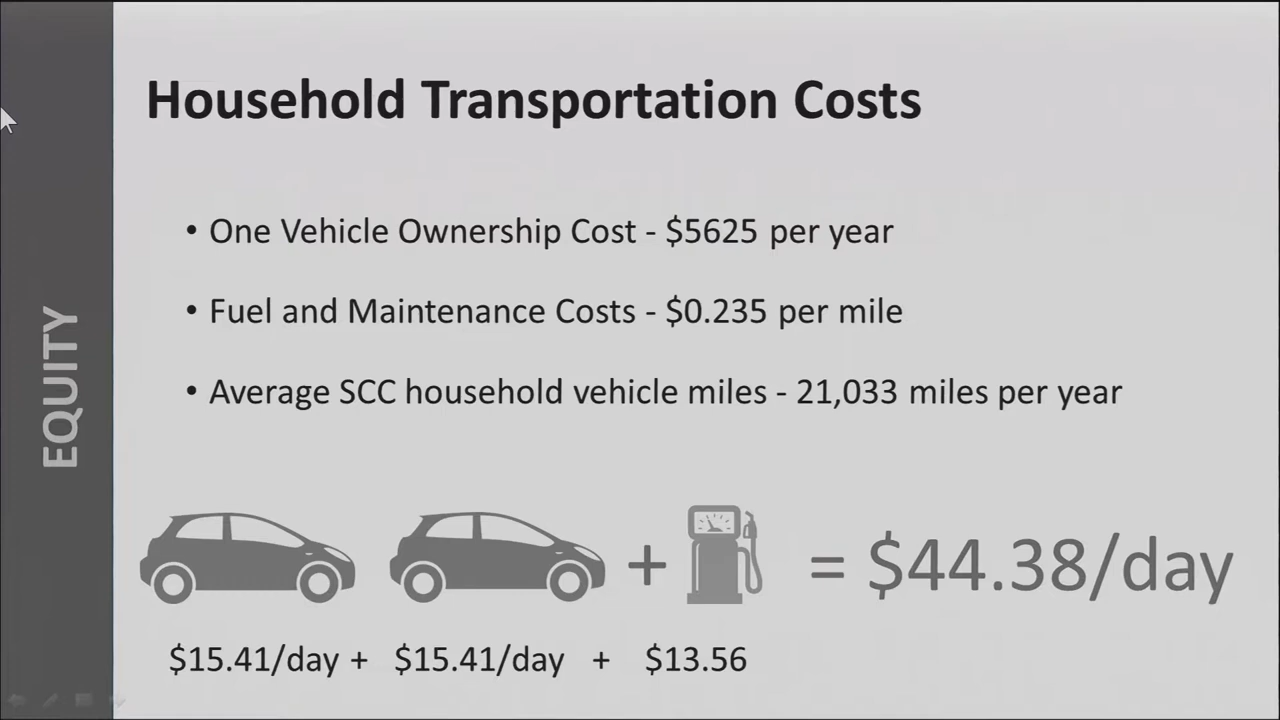 Household Transportation Costs
• One Vehicle Ownership Cost - $5625 per year
• Fuel and Maintenance Costs - $0.235 per mile
• Average SCC household vehicle miles - 21,033 miles per year
EQUITY
+ = $44.38/day
$15.41/day + $15.41/day + $13.56